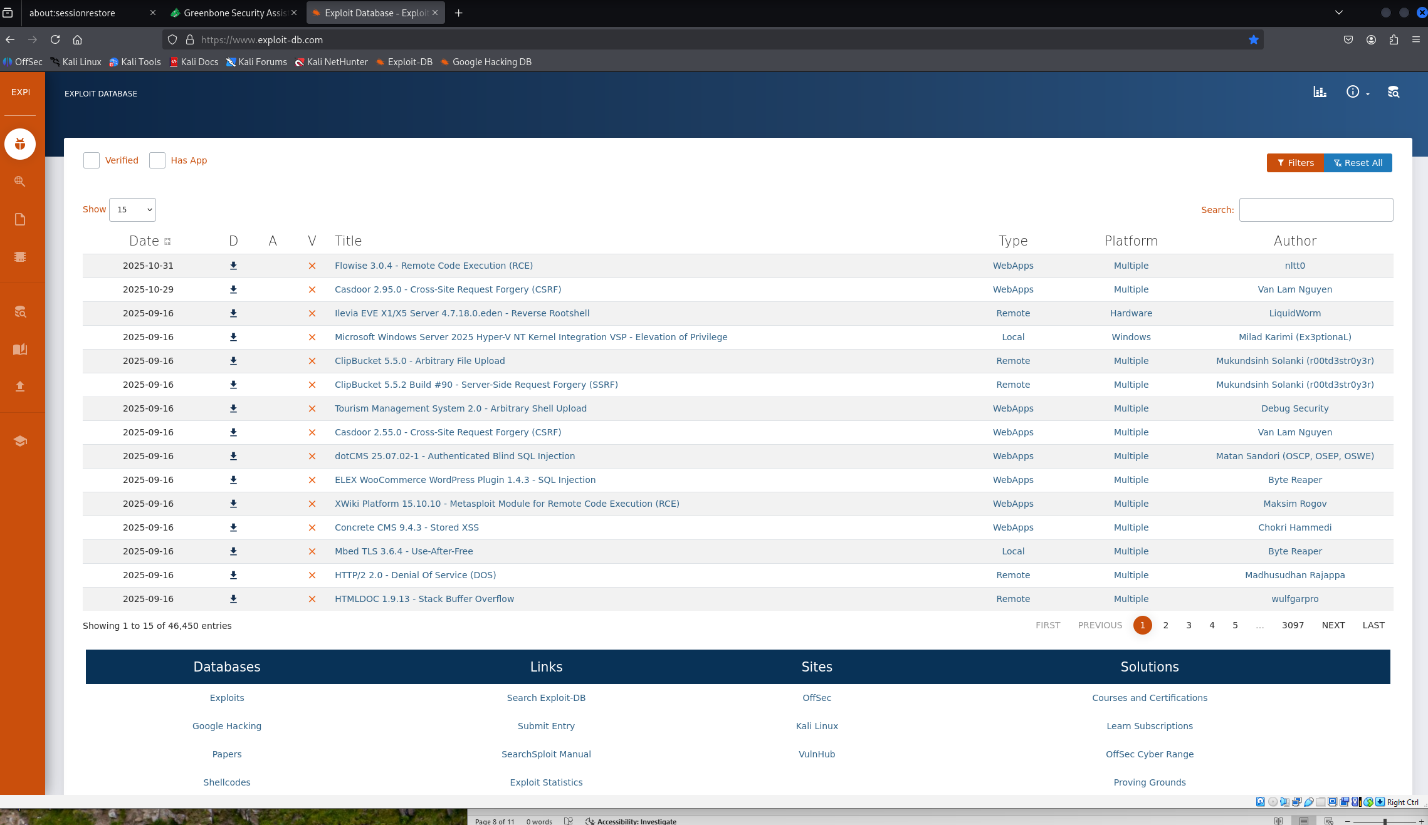 about:sessionrestore
Greenbone Security Assis
Exploit Database - Exploi
https://www.exploit-db.com
OffSec Kali Linux Kali Tools Kali Docs Kali Forums Kali NetHunter Exploit-DB Google Hacking DB
EXPL
EXPLOIT DATABASE
Verified Has App
Filters Reset All
Show 15
Search:
Date D A V Title Type Platform Author
2025-10-31 Flowise 3.0.4 - Remote Code Execution (RCE) WebApps Multiple nltt0
2025-10-29 Casdoor 2.95.0 - Cross-Site Request Forgery (CSRF) WebApps Multiple Van Lam Nguyen
2025-09-16 Ilevia EVE X1/X5 Server 4.7.18.0.eden - Reverse Rootshell Remote Hardware LiquidWorm
2025-09-16 Microsoft Windows Server 2025 Hyper-V NT Kernel Integration VSP - Elevation of Privilege Local Windows Milad Karimi (Ex3ptionaL)
2025-09-16 ClipBucket 5.5.0 - Arbitrary File Upload Remote Multiple Mukundsinh Solanki (r00td3str0y3r)
2025-09-16 ClipBucket 5.5.2 Build #90 - Server-Side Request Forgery (SSRF) Remote Multiple Mukundsinh Solanki (r00td3str0y3r)
2025-09-16 Tourism Management System 2.0 - Arbitrary Shell Upload WebApps Multiple Debug Security
2025-09-16 Casdoor 2.55.0 - Cross-Site Request Forgery (CSRF) WebApps Multiple Van Lam Nguyen
2025-09-16 dotCMS 25.07.02-1 - Authenticated Blind SQL Injection WebApps Multiple Matan Sandori (OSCP, OSEP, OSWE)
2025-09-16 ELEX WooCommerce WordPress Plugin 1.4.3 - SQL Injection WebApps Multiple Byte Reaper
2025-09-16 XWiki Platform 15.10.10 - Metasploit Module for Remote Code Execution (RCE) WebApps Multiple Maksim Rogov
2025-09-16 Concrete CMS 9.4.3 - Stored XSS WebApps Multiple Chokri Hammedi
2025-09-16 Mbed TLS 3.6.4 - Use-After-Free Local Multiple Byte Reaper
2025-09-16 HTTP/2 2.0 - Denial Of Service (DOS) Remote Multiple Madhusudhan Rajappa
2025-09-16 HTMLDOC 1.9.13 - Stack Buffer Overflow Remote Multiple wulfgarpro
Showing 1 to 15 of 46,450 entries
FIRST PREVIOUS 1 2 3 4 5 … 3097 NEXT LAST
Databases Links Sites Solutions
Exploits Search Exploit-DB OffSec Courses and Certifications
Google Hacking Submit Entry Kali Linux Learn Subscriptions
Papers SearchSploit Manual VulnHub OffSec Cyber Range
Shellcodes Exploit Statistics Proving Grounds
Right Ctrl
Page 8 of 11 0 words Accessibility: Investigate